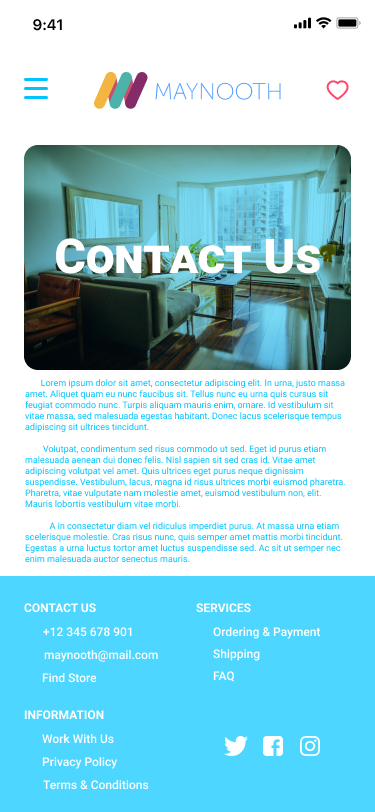 9:41
MAYNOOTH
CONTACT US
Lorem ipsum dolor sit amet, consectetur adipiscing elit. In urna, justo massa
amet. Aliquet quam eu nunc faucibus sit. Tellus nunc eu urna quis cursus sit
feugiat commodo nunc. Turpis aliquam mauris enim, ornare. Id vestibulum sit
vitae massa, sed malesuada egestas habitant. Donec lacus scelerisque tempus
adipiscing sit ultrices tincidunt.
Volutpat, condimentum sed risus commodo ut sed. Eget id purus etiam
malesuada aenean dui donec felis. Nisl sapien sit sed cras id. Vitae amet
adipiscing volutpat vel amet. Quis ultrices eget purus neque dignissim
suspendisse. Vestibulum, lacus, magna id risus ultrices morbi euismod pharetra.
Pharetra, vitae vulputate nam molestie amet, euismod vestibulum non, elit.
Mauris lobortis vestibulum vitae morbi.
A in consectetur diam vel ridiculus imperdiet purus. At massa urna etiam
scelerisque molestie. Cras risus nunc, quis semper amet mattis morbi tincidunt.
Egestas a urna luctus tortor amet luctus suspendisse sed. Ac sit ut semper nec
enim malesuada auctor senectus mauris.
CONTACT US
+12 345 678 901
maynooth@mail.com
Find Store
SERVICES
Ordering & Payment
Shipping
FAQ
INFORMATION
Work With Us
Privacy Policy
Terms & Conditions